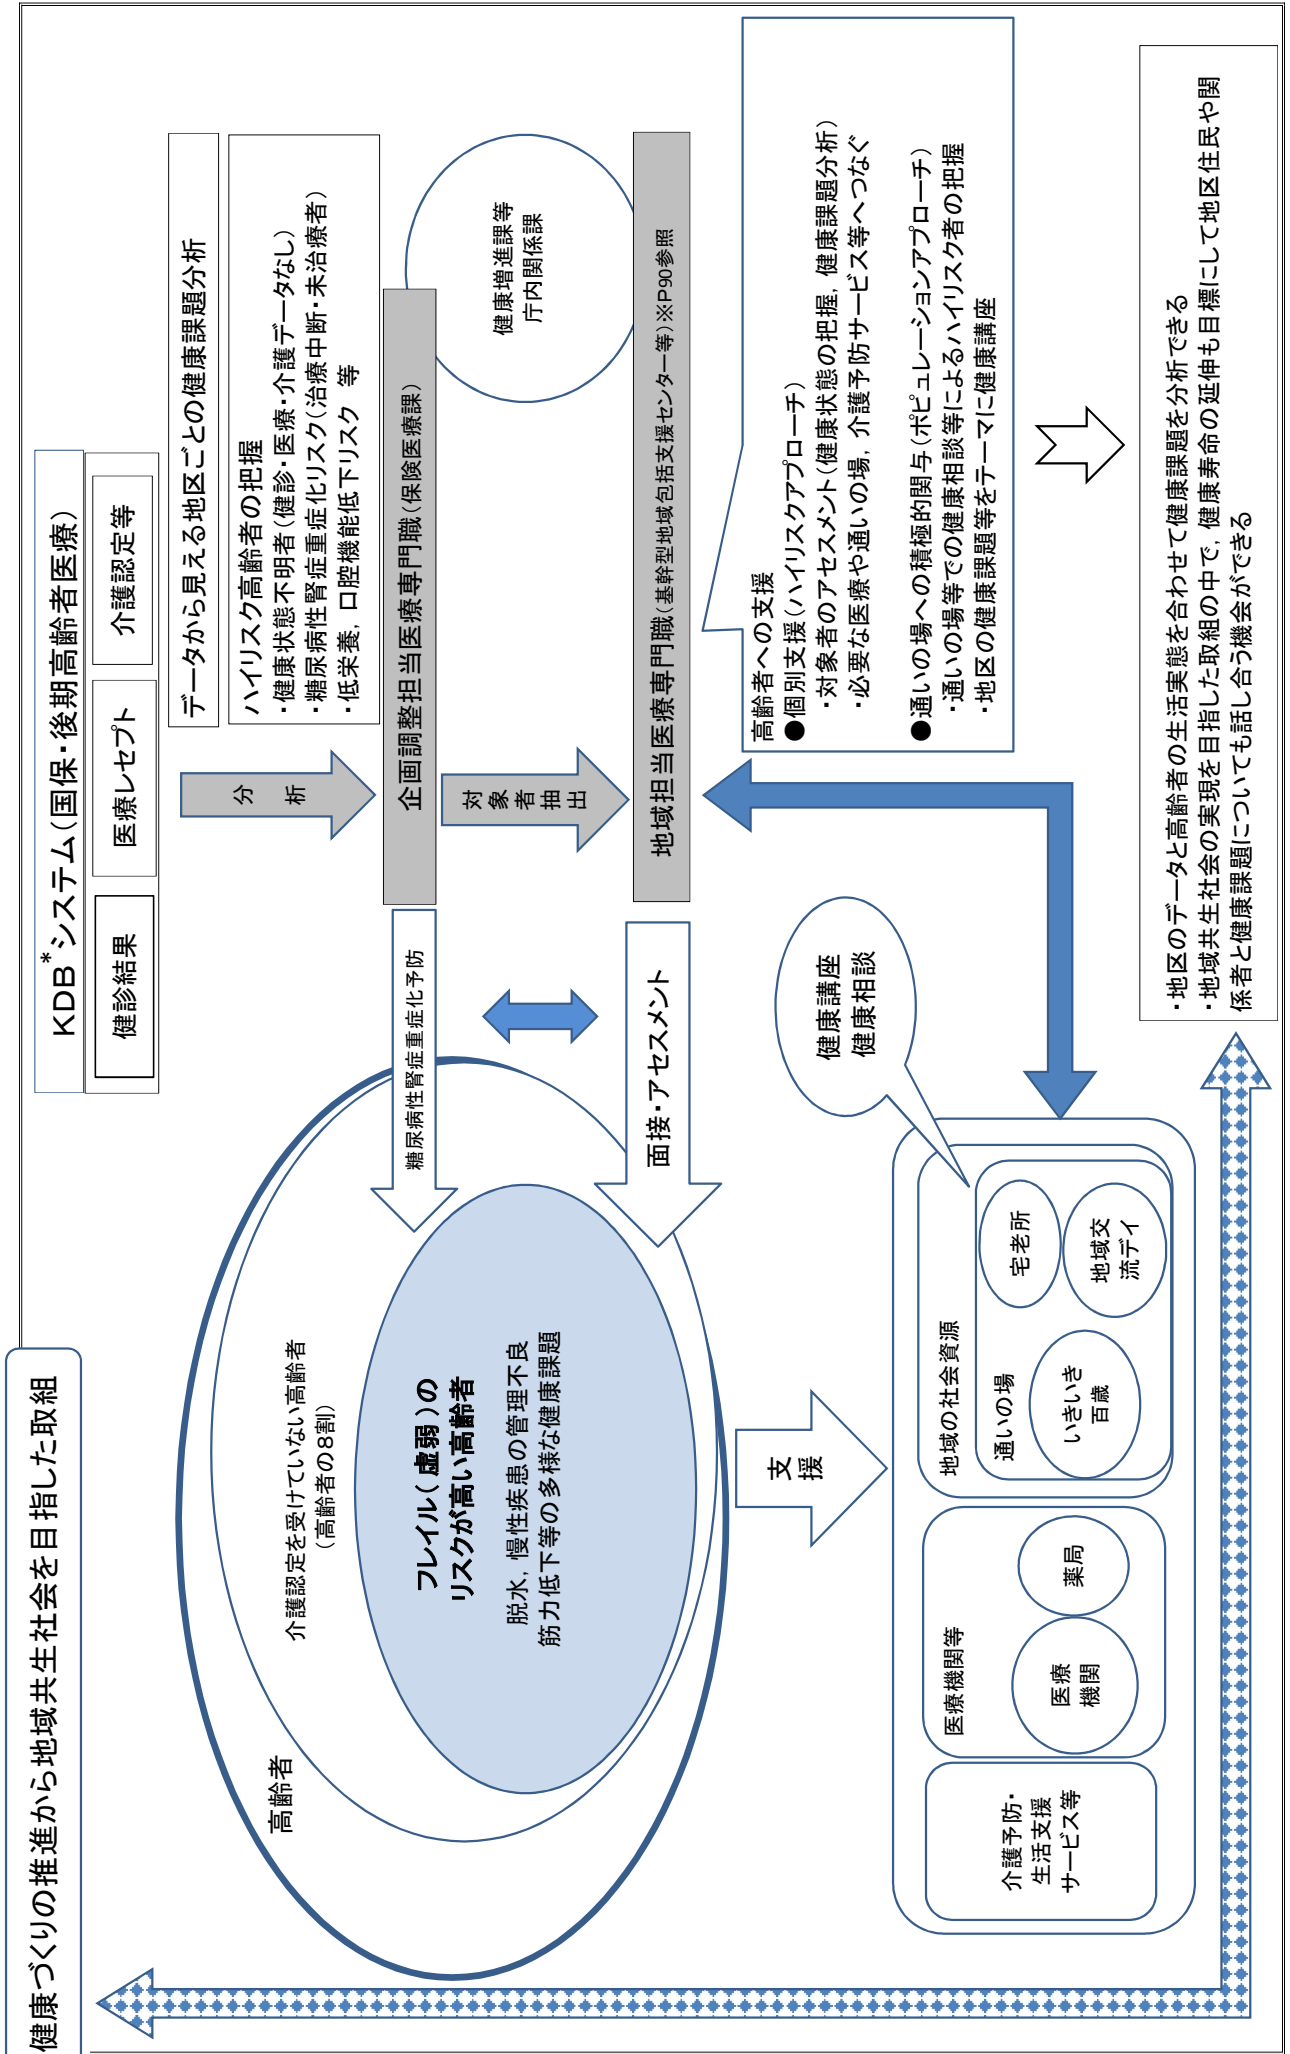 健康づくりの推進から地域共生社会を目指した取組
KDB*システム(国保・後期高齢者医療)
健診結果
医療レセプト
介護認定等
データから見える地区ごとの健康課題分析
ハイリスク高齢者の把握
・健康状態不明者(健診・医療・介護データなし)
・糖尿病性腎症重症化リスク(治療中断・未治療者)
・低栄養，口腔機能低下リスク 等
分析
企画調整担当医療専門職(保険医療課)
健康増進課等
庁内関係課
対象者抽出
地域担当医療専門職(基幹型地域包括支援センター等)※P90参照
糖尿病性腎症重症化予防
面接・アセスメント
高齢者
介護認定を受けていない高齢者
(高齢者の8割)
フレイル(虚弱)の
リスクが高い高齢者
脱水，慢性疾患の管理不良
筋力低下等の多様な健康課題
高齢者への支援
●個別支援(ハイリスクアプローチ)
・対象者のアセスメント(健康状態の把握，健康課題分析)
・必要な医療や通いの場，介護予防サービス等へつなぐ
●通いの場への積極的関与(ポピュレーションアプローチ)
・通いの場等での健康相談等によるハイリスク者の把握
・地区の健康課題等をテーマに健康講座
支援
健康講座
健康相談
介護予防・
生活支援
サービス等
医療機関等
医療
機関
薬局
地域の社会資源
通いの場
いきいき
百歳
宅老所
地域交
流デイ
・地区のデータと高齢者の生活実態を合わせて健康課題を分析できる
・地域共生社会の実現を目指した取組の中で，健康寿命の延伸も目標にして地区住民や関
係者と健康課題についても話し合う機会ができる